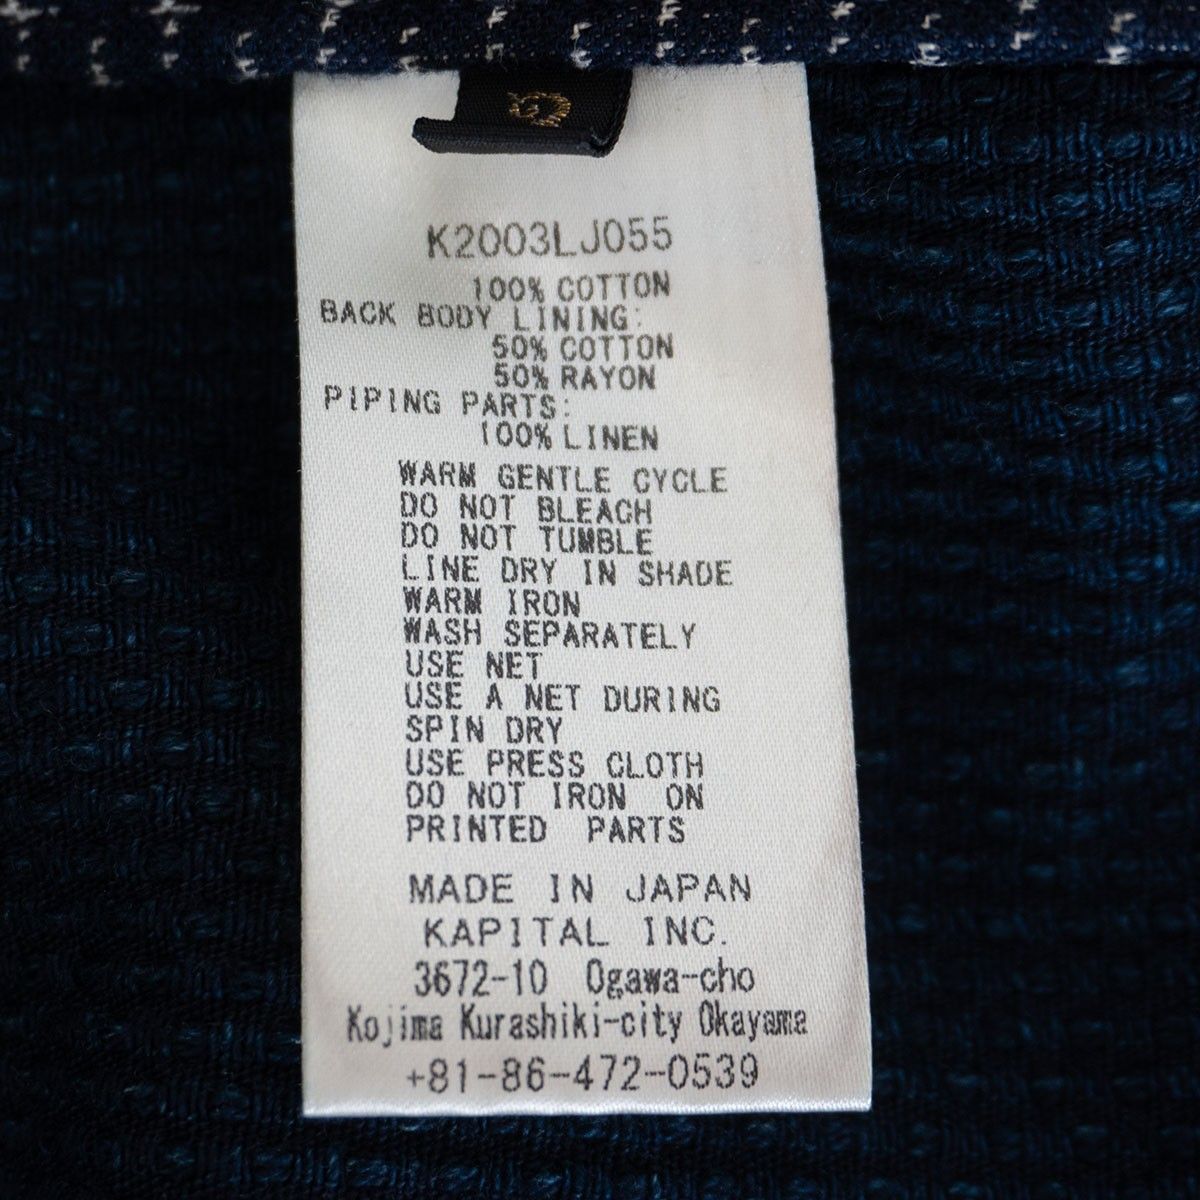 K2003LJ055
100% COTTON
BACK BODY LINING:
50% COTTON
50% RAYON
PIPING PARTS:
100% LINEN
WARM GENTLE CYCLE
DO NOT BLEACH
DO NOT TUMBLE
LINE DRY IN SHADE
WARM IRON
WASH SEPARATELY
USE NET
USE A NET DURING
SPIN DRY
USE PRESS CLOTH
DO NOT IRON ON
PRINTED PARTS
MADE IN JAPAN
KAPITAL INC.
3672-10 Ogawa-cho
Kojima Kurashiki-city Okayama
+81-86-472-0539